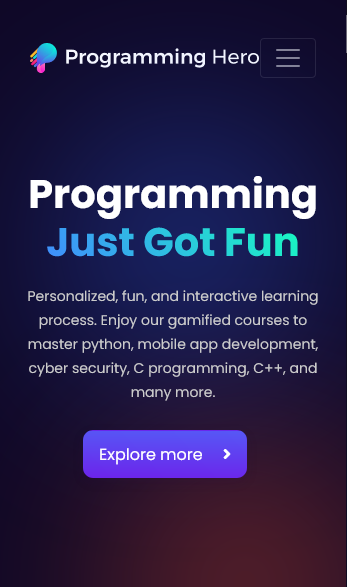 Programming Hero
Programming
Just Got Fun
Personalized, fun, and interactive learning
process. Enjoy our gamified courses to
master python, mobile app development,
cyber security, C programming, C++, and
many more.
Explore more